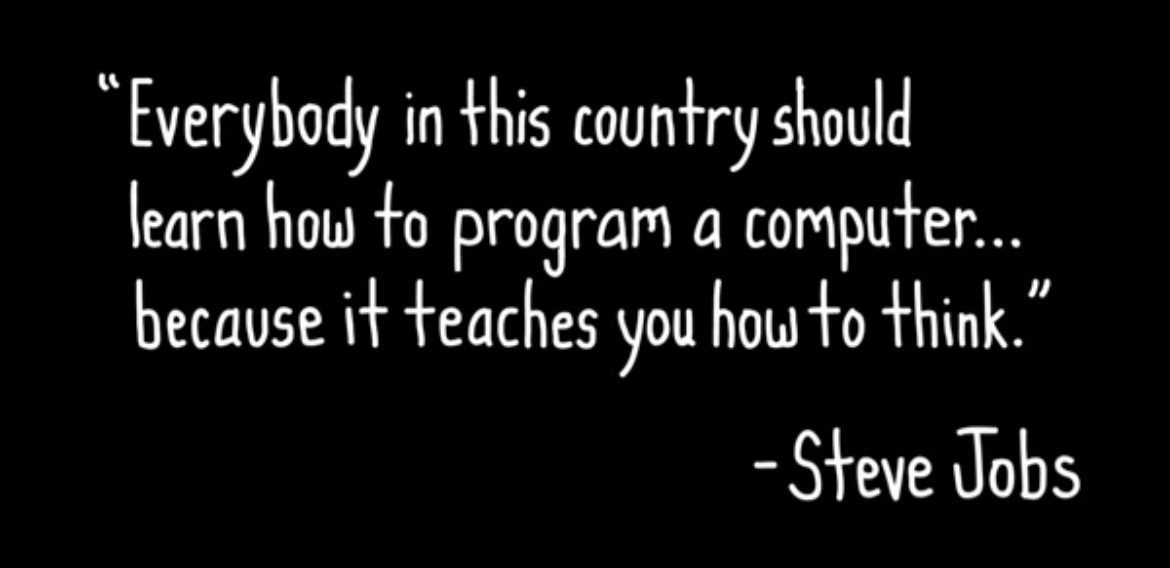 “Everybody in this country should
learn how to program a computer...
because it teaches you how to think.”
- Steve Jobs